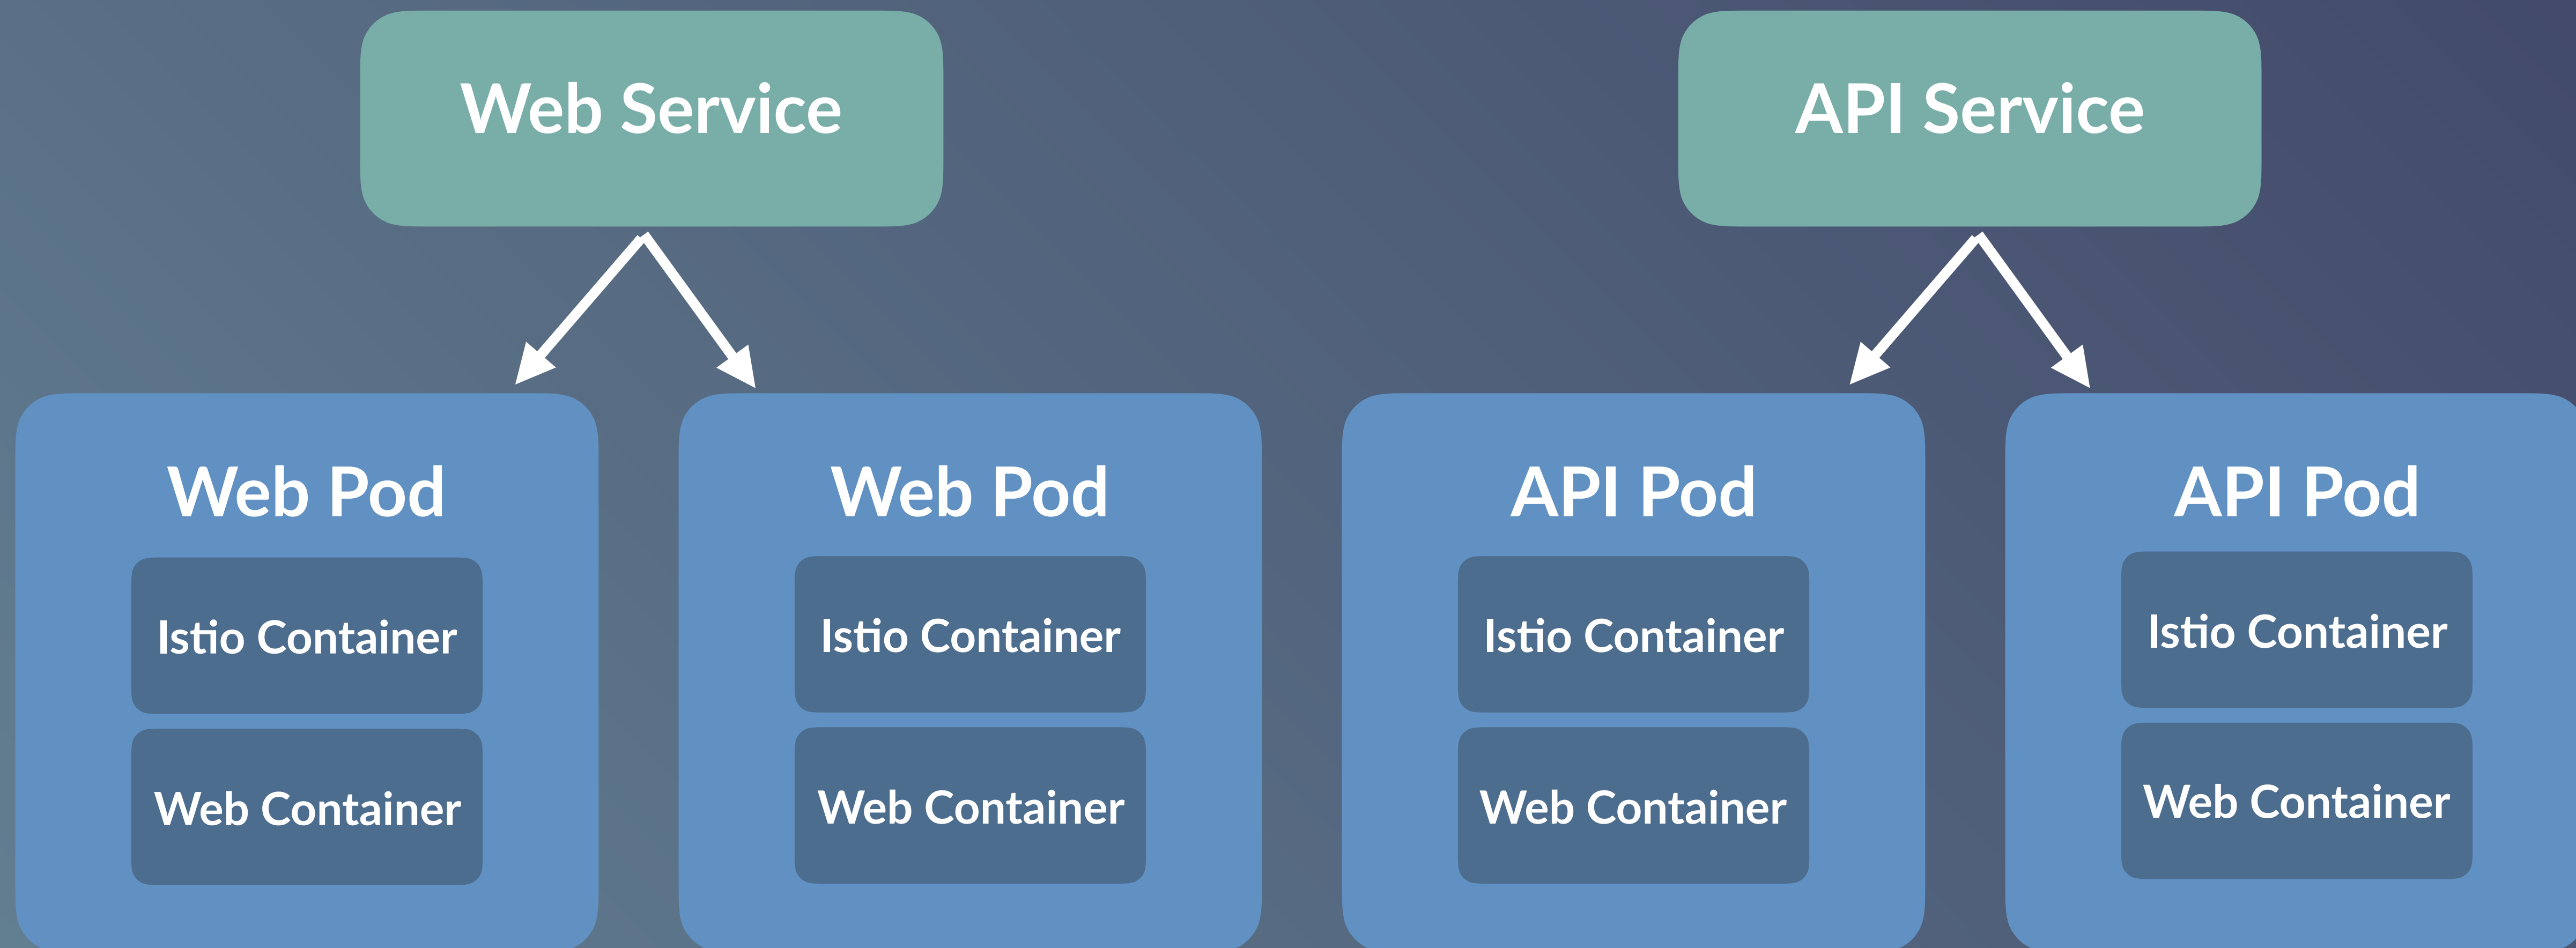 Web Service
API Service
Web Pod
Istio Container
Web Container
Web Pod
Istio Container
Web Container
API Pod
Istio Container
Web Container
API Pod
Istio Container
Web Container